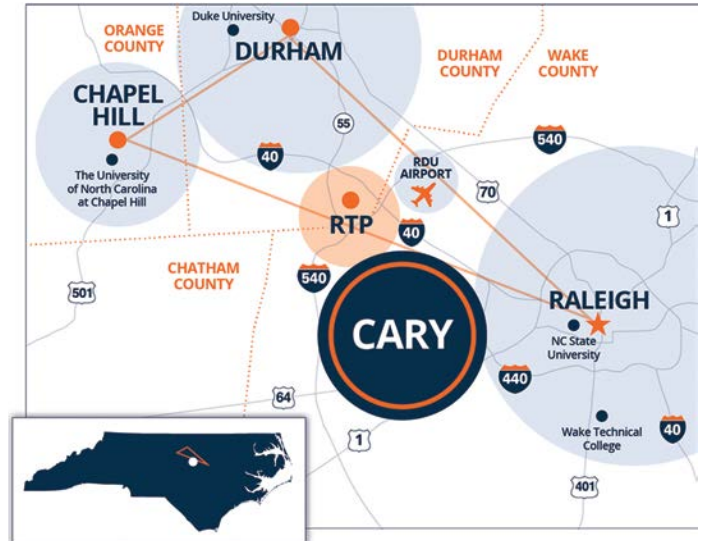 Duke University
ORANGE
COUNTY
DURHAM
DURHAM
COUNTY
WAKE
COUNTY
CHAPEL
HILL
55
540
40
The University
of North Carolina
at Chapel Hill
RDU
AIRPORT
70
1
RTP
40
CHATHAM
COUNTY
540
501
RALEIGH
CARY
NC State
University
440
64
1
Wake Technical
College
40
401